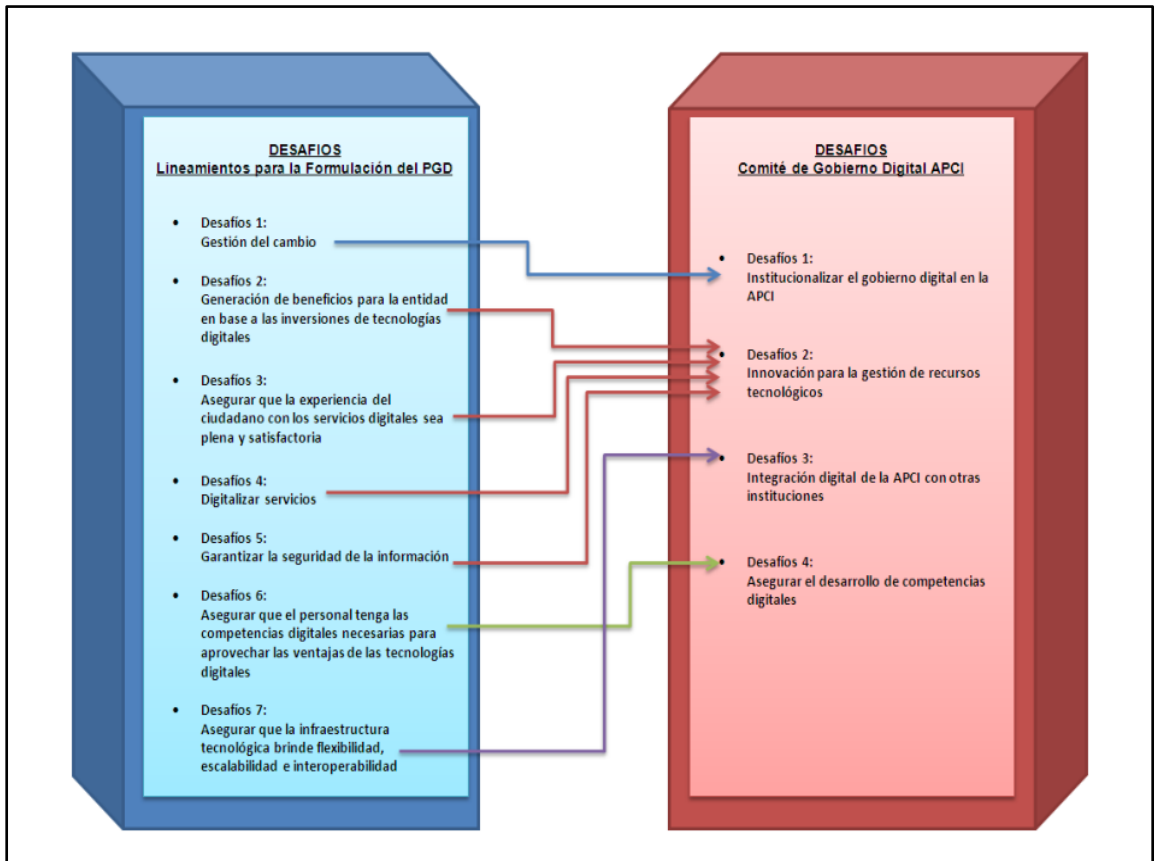 DESAFIOS
Lineamientos para la Formulación del PGD
• Desafíos 1:
Gestión del cambio
• Desafíos 2:
Generación de beneficios para la entidad
en base a las inversiones de tecnologías
digitales
• Desafíos 3:
Asegurar que la experiencia del
ciudadano con los servicios digitales sea
plena y satisfactoria
• Desafíos 4:
Digitalizar servicios
• Desafíos 5:
Garantizar la seguridad de la información
• Desafíos 6:
Asegurar que el personal tenga las
competencias digitales necesarias para
aprovechar las ventajas de las tecnologías
digitales
• Desafíos 7:
Asegurar que la infraestructura
tecnológica brinde flexibilidad,
escalabilidad e interoperabilidad
DESAFIOS
Comité de Gobierno Digital APCI
• Desafíos 1:
Institucionalizar el gobierno digital en la
APCI
• Desafíos 2:
Innovación para la gestión de recursos
tecnológicos
• Desafíos 3:
Integración digital de la APCI con otras
instituciones
• Desafíos 4:
Asegurar el desarrollo de competencias
digitales